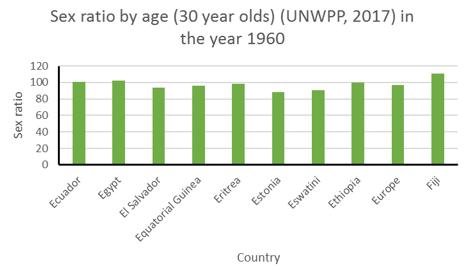 Sex ratio by age (30 year olds) (UNWPP, 2017) in
the year 1960
120
100
80
60
40
20
0
Sex ratio
Ecuador
Egypt
El Salvador
Equatorial Guinea
Eritrea
Estonia
Eswatini
Ethiopia
Europe
Fiji
Country